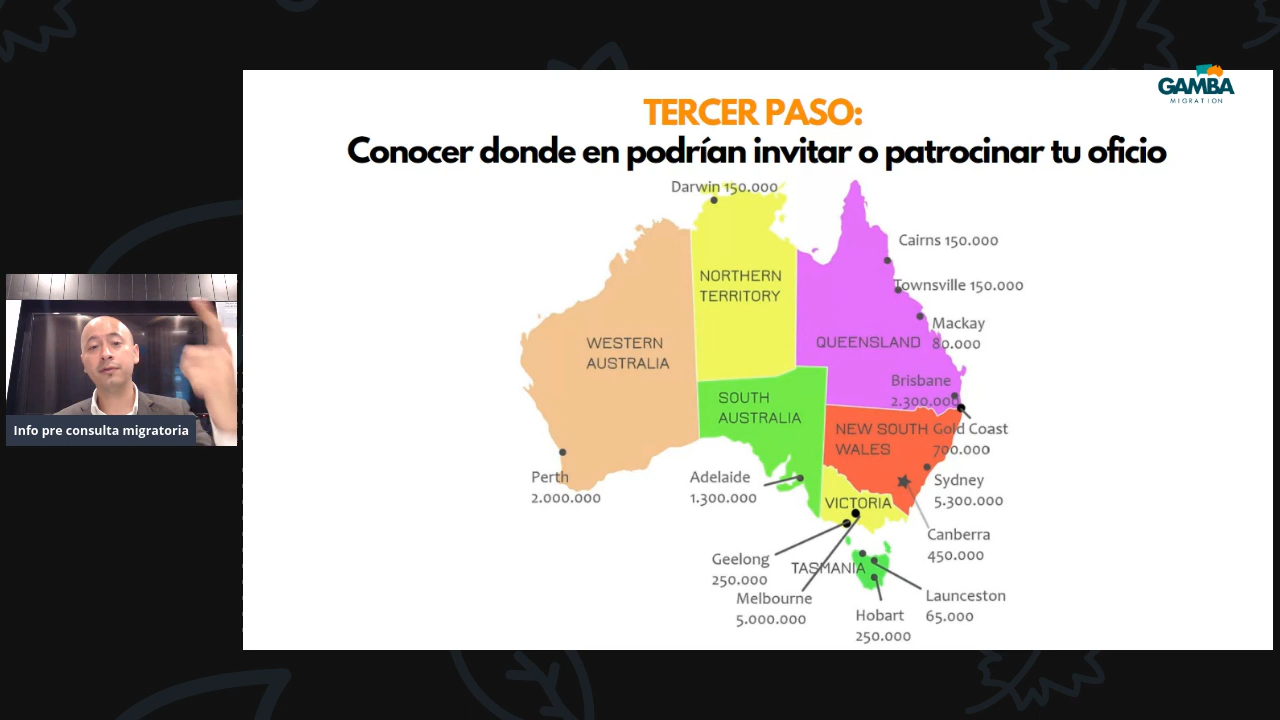 GAMBA
MIGRATION
TERCER PASO:
Conocer donde en podrían invitar o patrocinar tu oficio
Darwin 150.000
Cairns 150.000
NORTHERN
TERRITORY
Townsville 150.000
Mackay
80.000
WESTERN
AUSTRALIA
QUEENSLAND
Brisbane
2.300.000
SOUTH
AUSTRALIA
NEW SOUTH
WALES
Gold Coast
700.000
Perth
2.000.000
Adelaide
1.300.000
Sydney
5.300.000
VICTORIA
Canberra
450.000
Geelong
250.000
TASMANIA
Melbourne
5.000.000
Launceston
65.000
Hobart
250.000
Info pre consulta migratoria